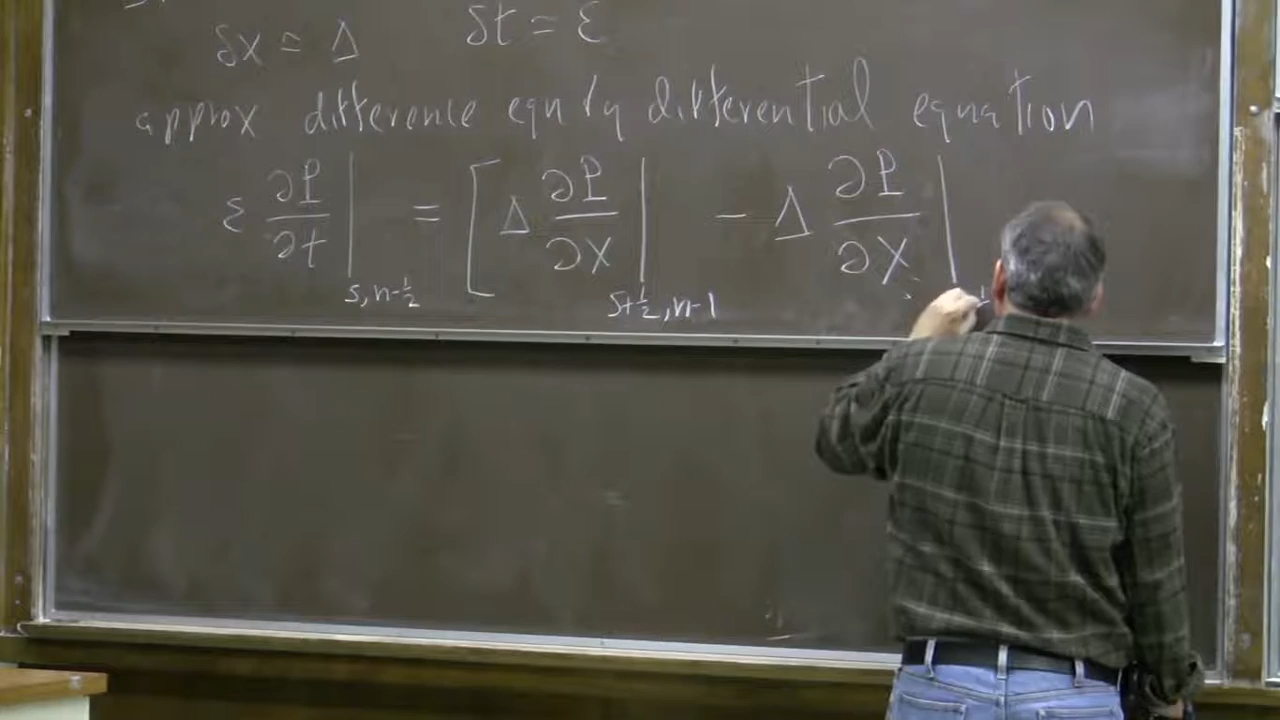 δx = Δ δt = ε
approx difference eqn by differential equation
ε ∂P/∂t | s,n-½ = [ Δ ∂P/∂x | s+½,n-1 - Δ ∂P/∂x |